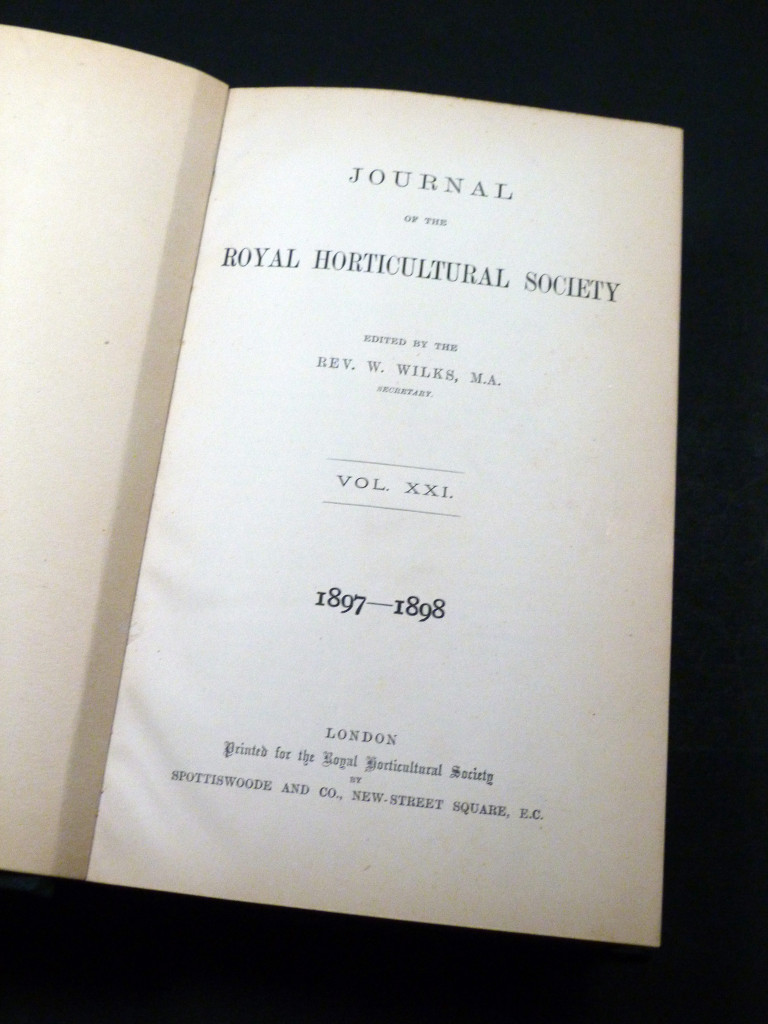 JOURNAL
OF THE
ROYAL HORTICULTURAL SOCIETY
EDITED BY THE
REV. W. WILKS, M.A.
SECRETARY.
VOL. XXI.
1897—1898
LONDON
Printed for the Royal Horticultural Society
BY
SPOTTISWOODE AND CO., NEW-STREET SQUARE, E.C.